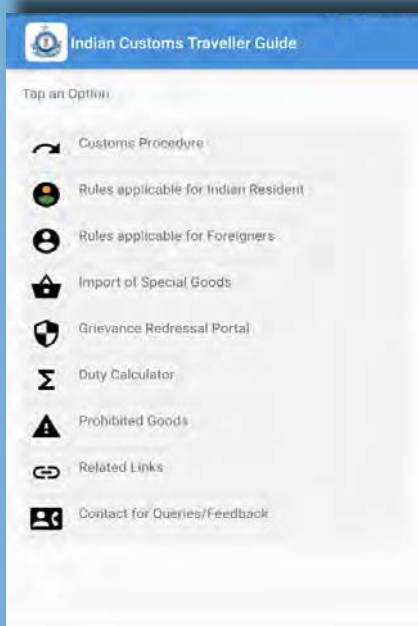 Indian Customs Traveller Guide
Tap an Option
Customs Procedure
Rules applicable for Indian Resident
Rules applicable for Foreigners
Import of Special Goods
Grievance Redressal Portal
Duty Calculator
Prohibited Goods
Related Links
Contact for Queries/Feedback